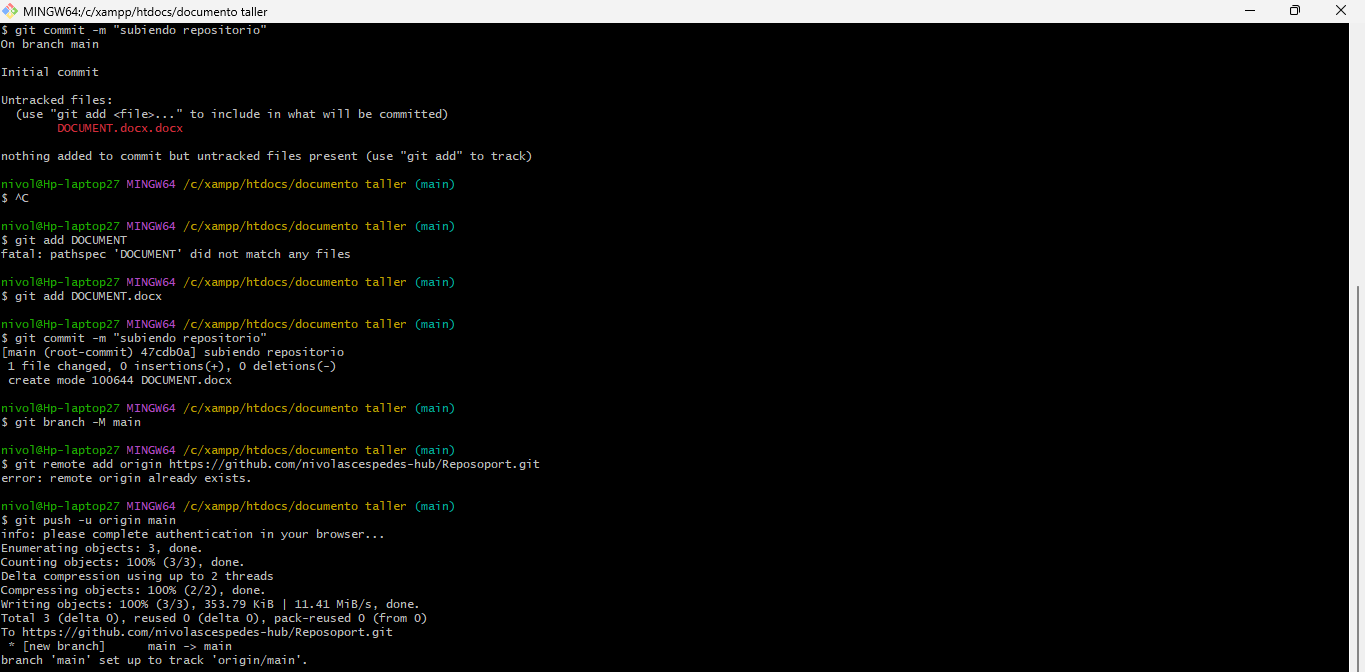 MINGW64:/c/xampp/htdocs/documento taller
$ git commit -m "subiendo repositorio"
On branch main
Initial commit
Untracked files:
  (use "git add <file>..." to include in what will be committed)
        DOCUMENT.docx.docx
nothing added to commit but untracked files present (use "git add" to track)
nivol@Hp-laptop27 MINGW64 /c/xampp/htdocs/documento taller (main)
$ ^C
nivol@Hp-laptop27 MINGW64 /c/xampp/htdocs/documento taller (main)
$ git add DOCUMENT
fatal: pathspec 'DOCUMENT' did not match any files
nivol@Hp-laptop27 MINGW64 /c/xampp/htdocs/documento taller (main)
$ git add DOCUMENT.docx
nivol@Hp-laptop27 MINGW64 /c/xampp/htdocs/documento taller (main)
$ git commit -m "subiendo repositorio"
[main (root-commit) 47cdb0a] subiendo repositorio
 1 file changed, 0 insertions(+), 0 deletions(-)
 create mode 100644 DOCUMENT.docx
nivol@Hp-laptop27 MINGW64 /c/xampp/htdocs/documento taller (main)
$ git branch -M main
nivol@Hp-laptop27 MINGW64 /c/xampp/htdocs/documento taller (main)
$ git remote add origin https://github.com/nivolascespedes-hub/Reposoport.git
error: remote origin already exists.
nivol@Hp-laptop27 MINGW64 /c/xampp/htdocs/documento taller (main)
$ git push -u origin main
info: please complete authentication in your browser...
Enumerating objects: 3, done.
Counting objects: 100% (3/3), done.
Delta compression using up to 2 threads
Compressing objects: 100% (2/2), done.
Writing objects: 100% (3/3), 353.79 KiB | 11.41 MiB/s, done.
Total 3 (delta 0), reused 0 (delta 0), pack-reused 0 (from 0)
To https://github.com/nivolascespedes-hub/Reposoport.git
 * [new branch]      main -> main
branch 'main' set up to track 'origin/main'.